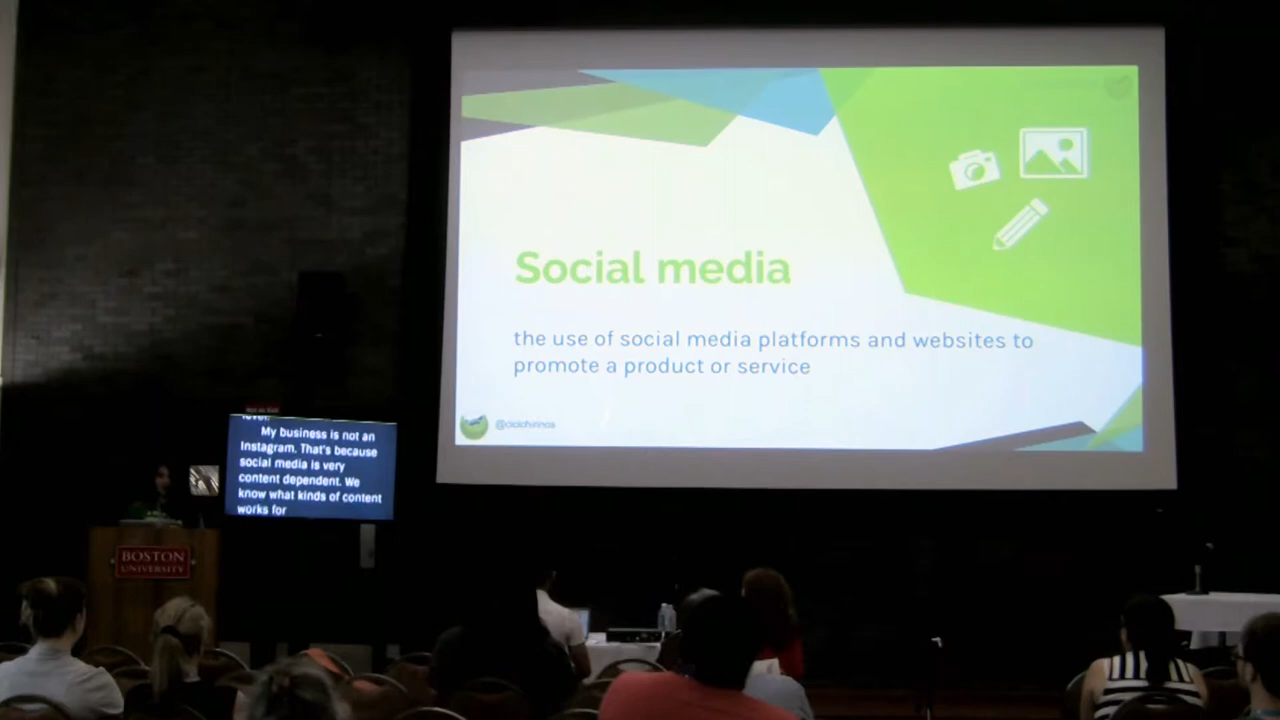 Social media
the use of social media platforms and websites to
promote a product or service
My business is not an
Instagram. That's because
social media is very
content dependent. We
know what kinds of content
works for
BOSTON
UNIVERSITY